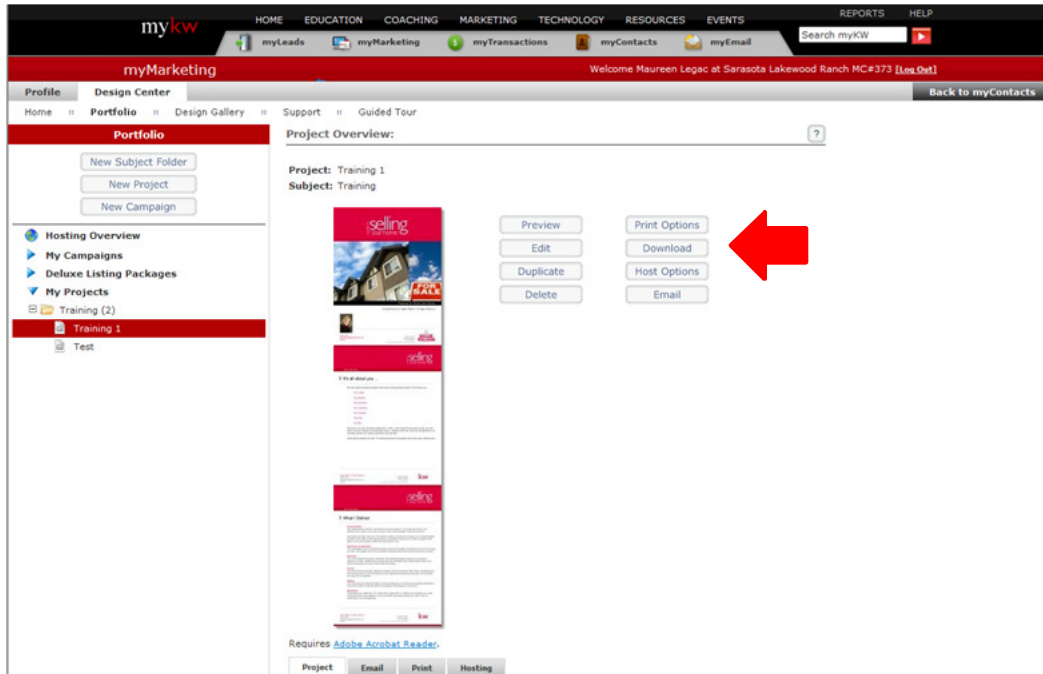 mykw
HOME EDUCATION COACHING MARKETING TECHNOLOGY RESOURCES EVENTS REPORTS HELP
myLeads myMarketing myTransactions myContacts myEmail Search myKW
myMarketing Welcome Maureen Legac at Sarasota Lakewood Ranch MC#373 [Log Out]
Profile Design Center Back to myContacts
Home Portfolio Design Gallery Support Guided Tour
Portfolio Project Overview: ?
New Subject Folder
New Project
New Campaign
Hosting Overview
My Campaigns
Deluxe Listing Packages
My Projects
Training (2)
Training 1
Test
Project: Training 1
Subject: Training
selling
your home
FOR
SALE
selling
It's all about you ...
kw
selling
What I Deliver
kw
Preview Print Options
Edit Download
Duplicate Host Options
Delete Email
Requires Adobe Acrobat Reader.
Project Email Print Hosting